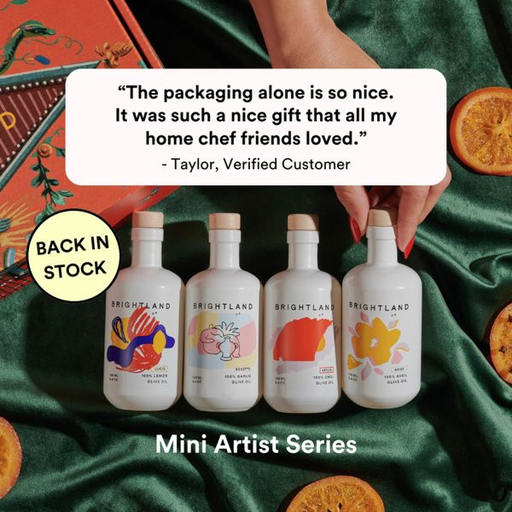 “The packaging alone is so nice.
It was such a nice gift that all my
home chef friends loved.”
- Taylor, Verified Customer
BACK IN
STOCK
BRIGHTLAND
BRIGHTLAND
BRIGHTLAND
BRIGHTLAND
100% LEMON
OLIVE OIL
ROSETTE
100% GARLIC
OLIVE OIL
ARDOR
100% CHILI
OLIVE OIL
100% BASIL
OLIVE OIL
Mini Artist Series